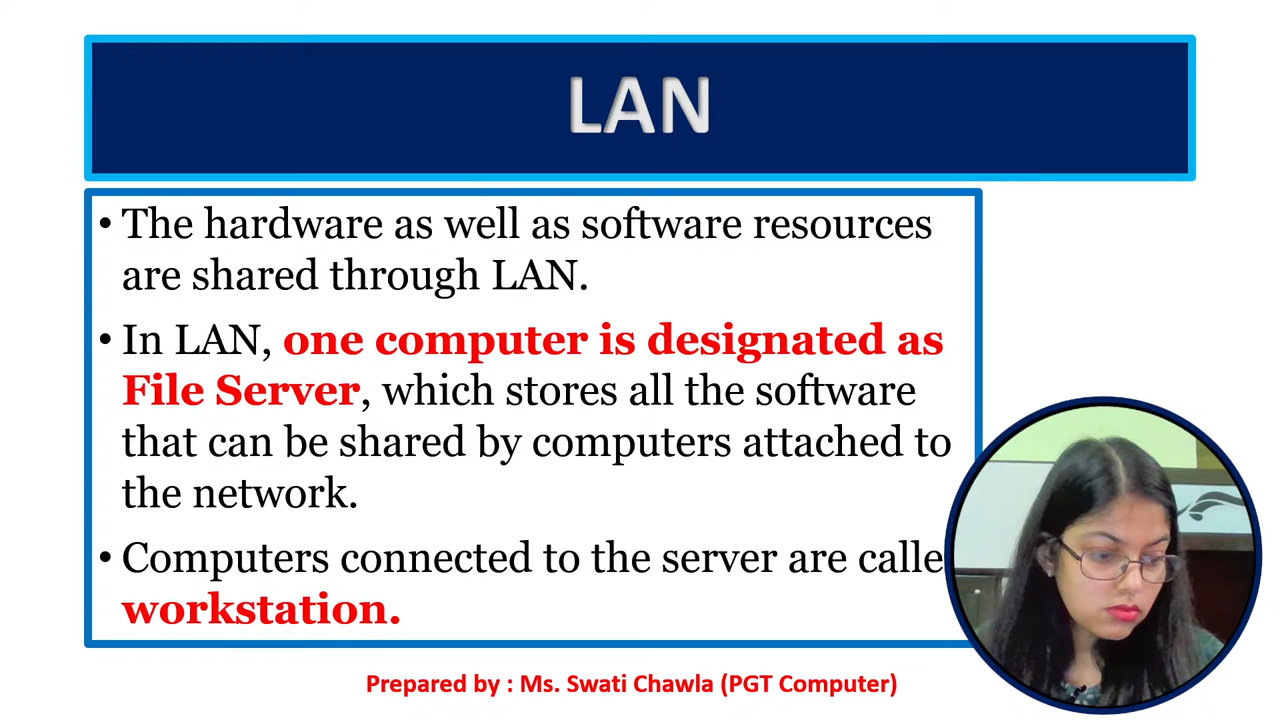 LAN
• The hardware as well as software resources
are shared through LAN.
• In LAN, one computer is designated as
File Server, which stores all the software
that can be shared by computers attached to
the network.
• Computers connected to the server are calle
workstation.
Prepared by : Ms. Swati Chawla (PGT Computer)